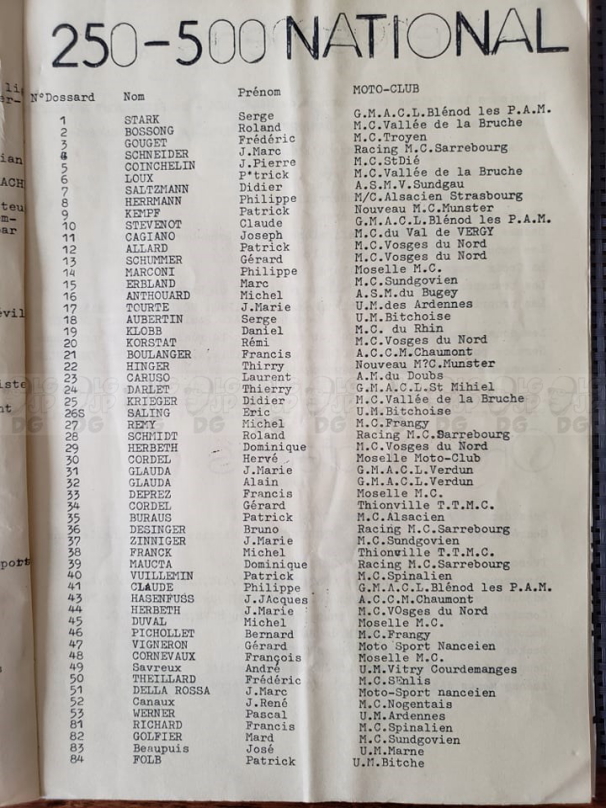 250-500 NATIONAL
N°Dossard Nom Prénom MOTO-CLUB
1 STARK Serge G.M.A.C.L.Blénod les P.A.M.
2 BOSSONG Roland M.C.Vallée de la Bruche
3 GOUGET Frédéric M.C.Troyen
4 SCHNEIDER J.Marc Racing M.C.Sarrebourg
5 COINCHELIN J.Pierre M.C.StDié
6 LOUX P*trick M.C.Vallée de la Bruche
7 SALTZMANN Didier A.S.M.V.Sundgau
8 HERRMANN Philippe M/C.Alsacien Strasbourg
9 KEMPF Patrick Nouveau M.C.Munster
10 STEVENOT Claude G.M.A.C.L.Blénod les P.A.M.
11 CAGIANO Joseph M.C.du Val de VERGY
12 ALLARD Patrick M.C.Vosges du Nord
13 SCHUMMER Gérard M.C.Vosges du Nord
14 MARCONI Philippe Moselle M.C.
15 ERBLAND Marc M.C.Sundgovien
16 ANTHOUARD Michel A.S.M.du Bugey
17 TOURTE J.Marie U.M.des Ardennes
18 AUBERTIN Serge U.M.Bitchoise
19 KLOBB Daniel M.C. du Rhin
20 KORSTAT Rémi M.C.Vosges du Nord
21 BOULANGER Francis A.C.C.M.Chaumont
22 HINGER Thirry Nouveau M?C.Munster
23 CARUSO Laurent A.M.du Doubs
24 DARLET Thierry G.M.A.C.L.St Mihiel
25 KRIEGER Didier M.C.Vallée de la Bruche
26S SALING Eric U.M.Bitchoise
27 REMY Michel M.C.Frangy
28 SCHMIDT Roland Racing M.C.Sarrebourg
29 HERBETH Dominique M.C.Vosges du Nord
30 CORDEL Hervé Moselle Moto-Club
31 GLAUDA J.Marie G.M.A.C.L.Verdun
32 GLAUDA Alain G.M.A.C.L.Verdun
33 DEPREZ Francis Moselle M.C.
34 CORDEL Gérard Thionville T.T.M.C.
35 BURAUS Patrick M.C.Alsacien
36 DESINGER Bruno Racing M.C.Sarrebourg
37 ZINNIGER J.Marie M.C.Sundgovien
38 FRANCK Michel Thionville T.T.M.C.
39 MAUCTA Dominique Racing M.C.Sarrebourg
40 VUILLEMIN Patrick M.C.Spinalien
41 CLAUDE Philippe G.M.A.C.L.Blénod les P.A.M.
43 HASENFUSS J.JAcques A.C.C.M.Chaumont
44 HERBETH J.Marie M.C.VOsges du Nord
45 DUVAL Michel Moselle M.C.
46 PICHOLLET Bernard M.C.Frangy
47 VIGNERON Gérard Moto Sport Nanceien
48 CORNEVAUX François Moselle M.C.
49 Savreux André U.M.Vitry Courdemanges
50 THEILLARD Frédéric M.C.SEnlis
51 DELLA ROSSA J.Marc Moto-Sport nanceien
52 Canaux J.René M.C.Nogentais
53 WERNER Pascal U.M.Ardennes
81 RICHARD Francis M.C.Spinalien
82 GOLFIER Mard M.C.Sundgovien
83 Beaupuis José U.M.Marne
84 FOLB Patrick U.M.Bitche